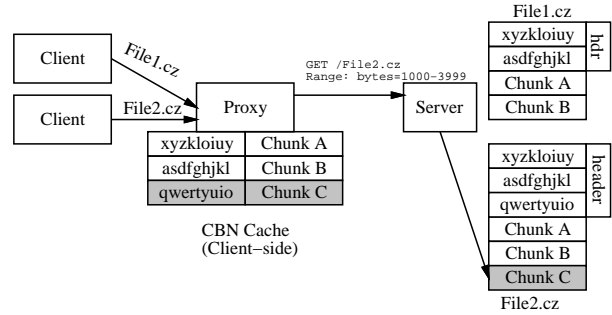 Client
Client
File1.cz
File2.cz
Proxy
xyzkloiuy Chunk A
asdfghjkl Chunk B
qwertyuio Chunk C
CBN Cache
(Client−side)
GET /File2.cz
Range: bytes=1000−3999
Server
File1.cz
xyzkloiuy
asdfghjkl
Chunk A
Chunk B
hdr
xyzkloiuy
asdfghjkl
qwertyuio
Chunk A
Chunk B
Chunk C
header
File2.cz